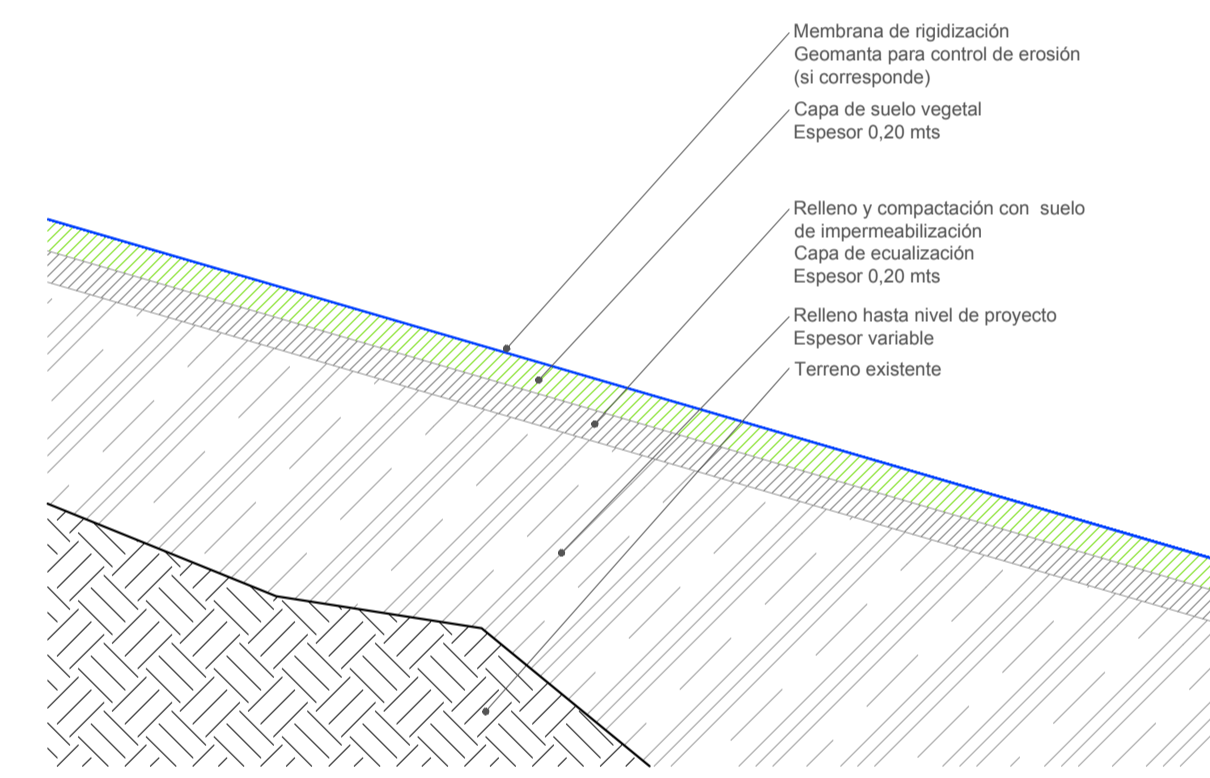 Membrana de rigidización
Geomanta para control de erosión
(si corresponde)
Capa de suelo vegetal
Espesor 0,20 mts
Relleno y compactación con suelo
de impermeabilización
Capa de ecualización
Espesor 0,20 mts
Relleno hasta nivel de proyecto
Espesor variable
Terreno existente